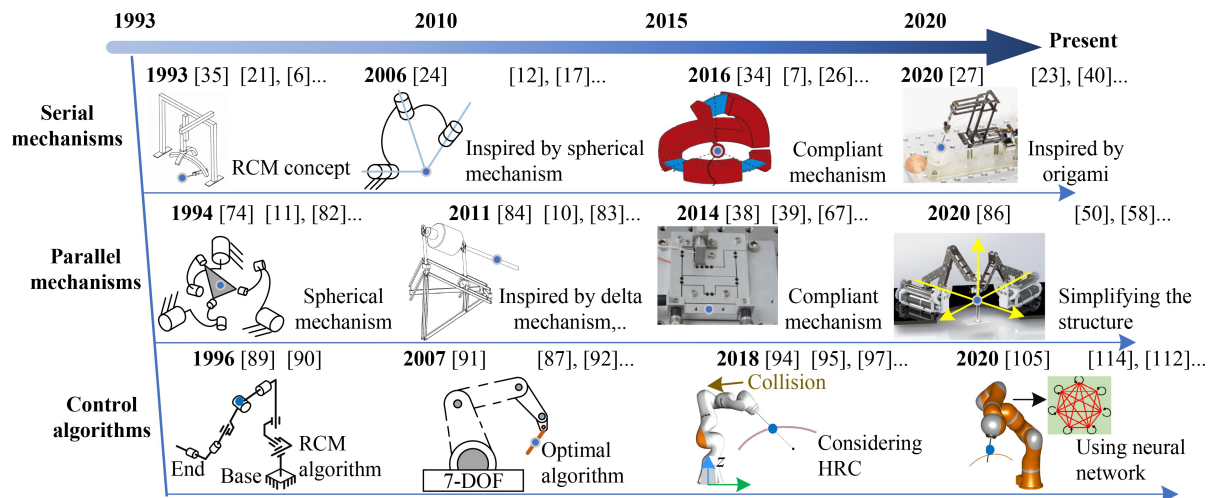 1993 2010 2015 2020
Present
1993 [35] [21], [6]... 2006 [24] [12], [17]... 2016 [34] [7], [26]... 2020 [27] [23], [40]...
Serial
mechanisms
RCM concept
Inspired by spherical
mechanism
Compliant
mechanism
Inspired by
origami
1994 [74] [11], [82]... 2011 [84] [10], [83]... 2014 [38] [39], [67]... 2020 [86] [50], [58]...
Parallel
mechanisms
Spherical
mechanism
Inspired by delta
mechanism,..
Compliant
mechanism
Simplifying the
structure
1996 [89] [90] 2007 [91] [87], [92]... 2018 [94] [95], [97]... 2020 [105] [114], [112]...
Control
algorithms
End
Base
RCM
algorithm
7-DOF
Optimal
algorithm
Collision
z
Considering
HRC
Using neural
network